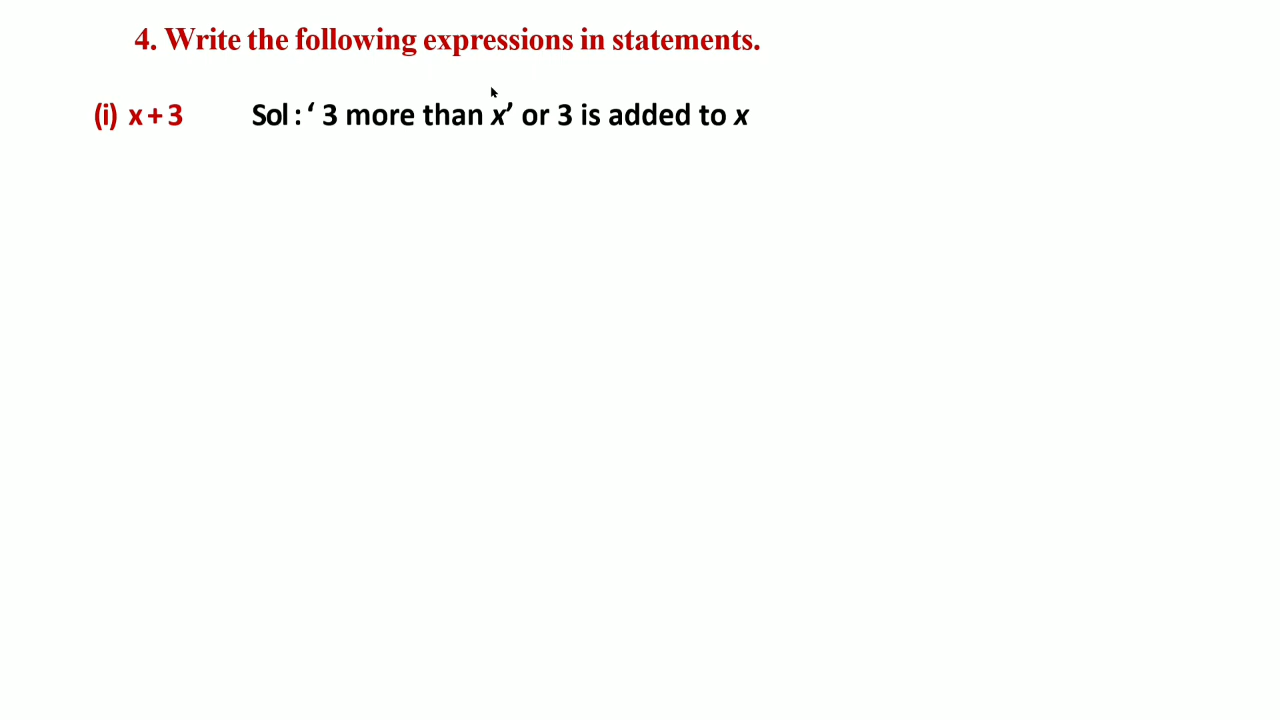 4. Write the following expressions in statements.
(i) x + 3 Sol : ‘ 3 more than x’ or 3 is added to x